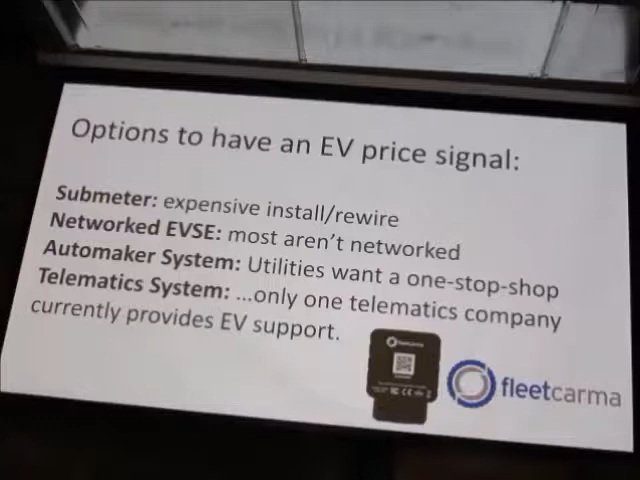 Options to have an EV price signal:
Submeter: expensive install/rewire
Networked EVSE: most aren't networked
Automaker System: Utilities want a one-stop-shop
Telematics System: ...only one telematics company
currently provides EV support.
fleetcarma
fleetcarma